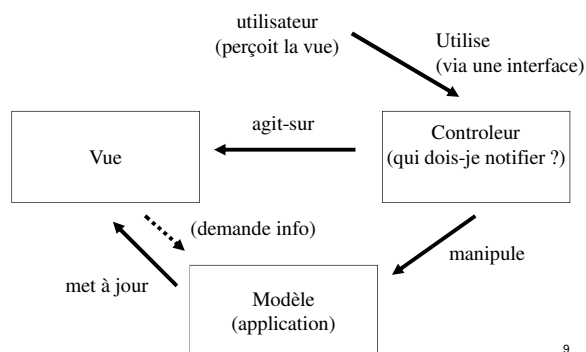 utilisateur
(perçoit la vue)
Utilise
(via une interface)
agit-sur
Vue
Controleur
(qui dois-je notifier ?)
(demande info)
manipule
met à jour
Modèle
(application)
9